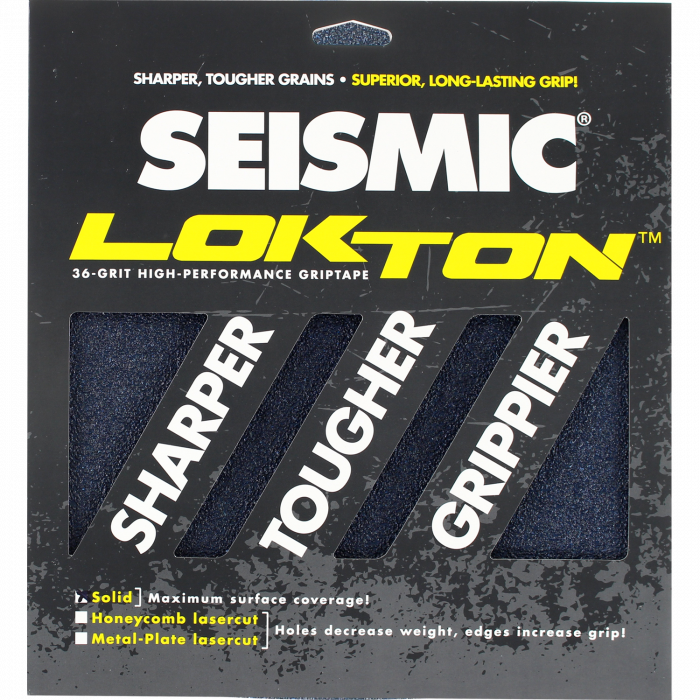 SHARPER, TOUGHER GRAINS • SUPERIOR, LONG-LASTING GRIP!
SEISMIC®
LOKTON™
36-GRIT HIGH-PERFORMANCE GRIPTAPE
SHARPER
TOUGHER
GRIPPIER
Solid] Maximum surface coverage!
Honeycomb lasercut
Metal-Plate lasercut] Holes decrease weight, edges increase grip!